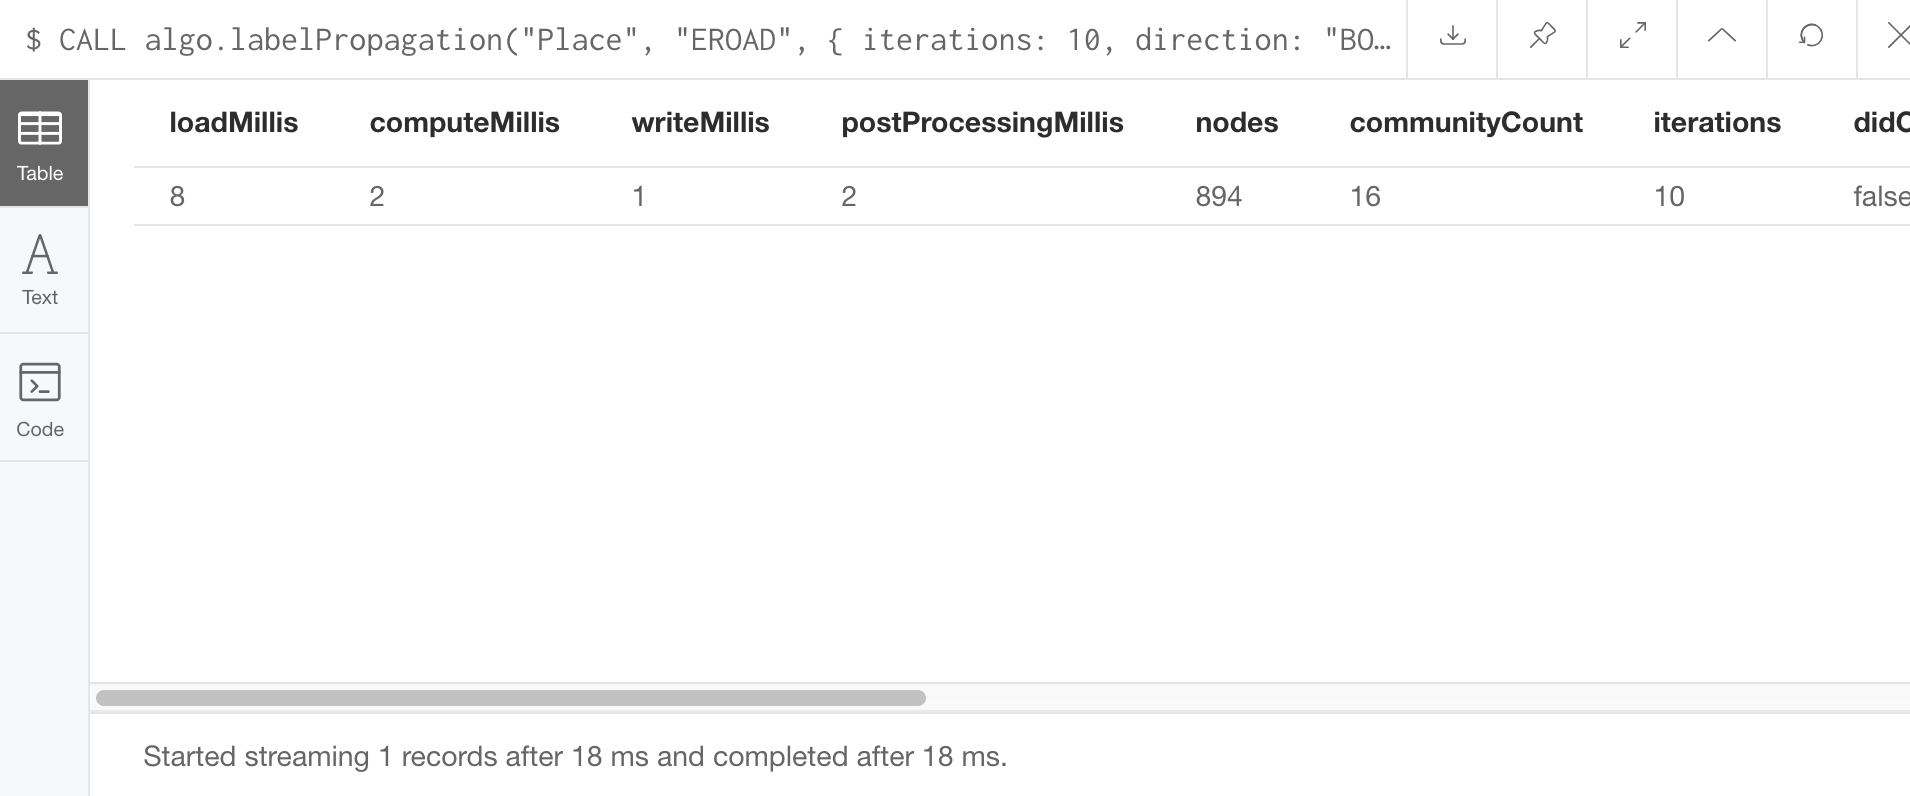 $ CALL algo.labelPropagation("Place", "EROAD", { iterations: 10, direction: "BO…
Table
Text
Code
loadMillis computeMillis writeMillis postProcessingMillis nodes communityCount iterations didC
8 2 1 2 894 16 10 false
Started streaming 1 records after 18 ms and completed after 18 ms.